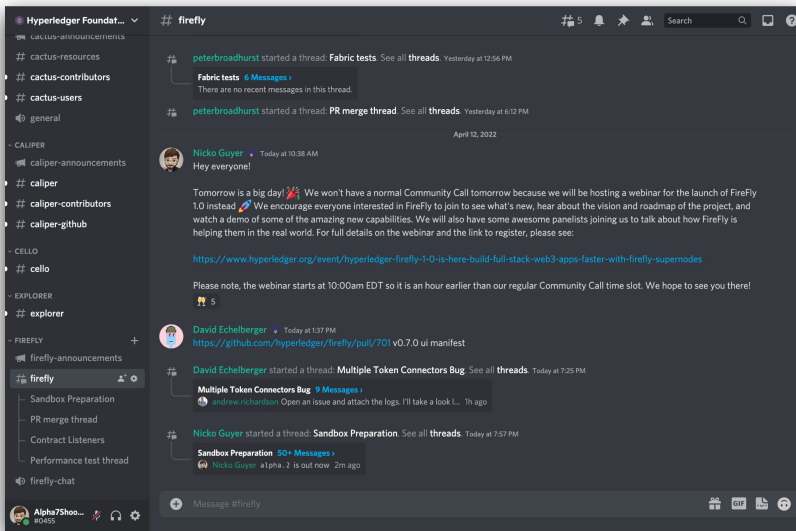 Hyperledger Foundat...
cactus-announcements
# cactus-resources
# cactus-contributors
# cactus-users
general
CALIPER
caliper-announcements
# caliper
# caliper-contributors
# caliper-github
CELLO
# cello
EXPLORER
# explorer
FIREFLY +
firefly-announcements
firefly
Sandbox Preparation
PR merge thread
Contract Listeners
Performance test thread
firefly-chat
Alpha7Shoo...
#0455
# firefly
5
Search
peterbroadhurst started a thread: Fabric tests. See all threads. Yesterday at 12:56 PM
Fabric tests 6 Messages ›
There are no recent messages in this thread.
peterbroadhurst started a thread: PR merge thread. See all threads. Yesterday at 6:12 PM
April 12, 2022
Nicko Guyer Today at 10:38 AM
Hey everyone!
Tomorrow is a big day! 🎉 We won't have a normal Community Call tomorrow because we will be hosting a webinar for the launch of FireFly
1.0 instead 🚀 We encourage everyone interested in FireFly to join to see what's new, hear about the vision and roadmap of the project, and
watch a demo of some of the amazing new capabilities. We will also have some awesome panelists joining us to talk about how FireFly is
helping them in the real world. For full details on the webinar and the link to register, please see:
https://www.hyperledger.org/event/hyperledger-firefly-1-0-is-here-build-full-stack-web3-apps-faster-with-firefly-supernodes
Please note, the webinar starts at 10:00am EDT so it is an hour earlier than our regular Community Call time slot. We hope to see you there!
5
David Echelberger Today at 1:37 PM
https://github.com/hyperledger/firefly/pull/701 v0.7.0 ui manifest
David Echelberger started a thread: Multiple Token Connectors Bug. See all threads. Today at 7:25 PM
Multiple Token Connectors Bug 9 Messages ›
andrew.richardson Open an issue and attach the logs. I'll take a look l... 1h ago
Nicko Guyer started a thread: Sandbox Preparation. See all threads. Today at 7:57 PM
Sandbox Preparation 50+ Messages ›
Nicko Guyer alpha.2 is out now 2m ago
Message #firefly
GIF